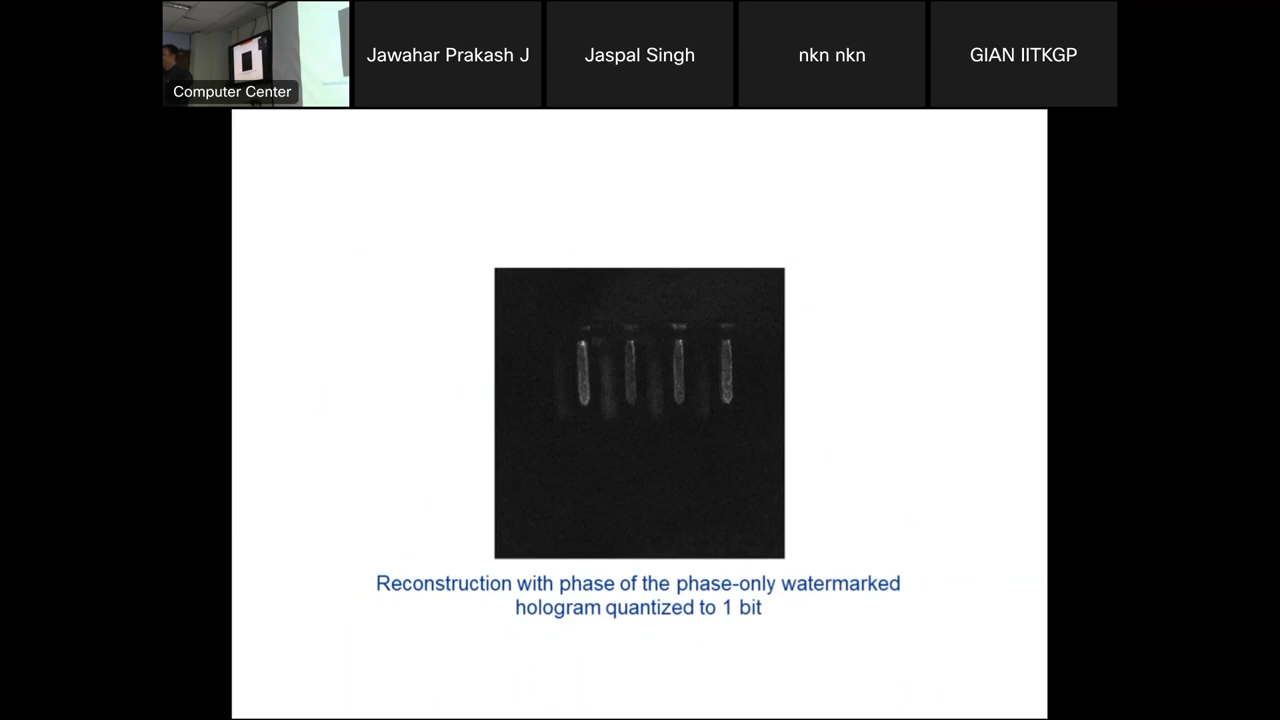 Computer Center
Jawahar Prakash J
Jaspal Singh
nkn nkn
GIAN IITKGP
Reconstruction with phase of the phase-only watermarked
hologram quantized to 1 bit